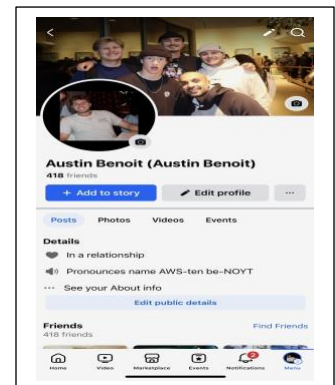 Austin Benoit (Austin Benoit)
418 friends
+ Add to story
Edit profile
...
Posts Photos Videos Events
Details
In a relationship
Pronounces name AWS-ten be-NOYT
... See your About info
Edit public details
Friends
Find Friends
418 friends
Home Video Marketplace Events Notifications Menu
2